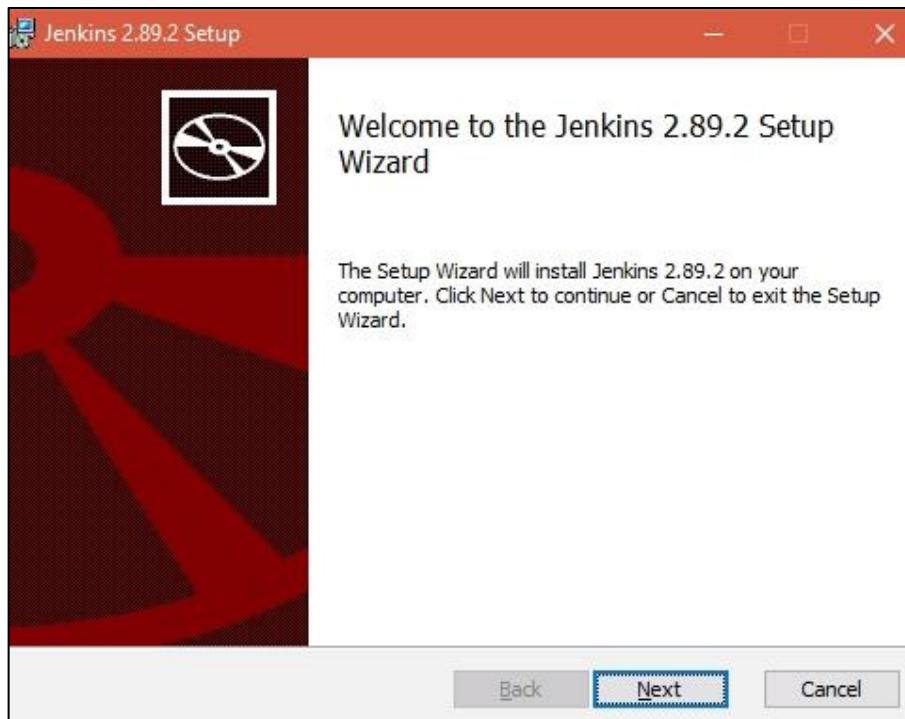 Jenkins 2.89.2 Setup
Welcome to the Jenkins 2.89.2 Setup
Wizard
The Setup Wizard will install Jenkins 2.89.2 on your
computer. Click Next to continue or Cancel to exit the Setup
Wizard.
Back Next Cancel